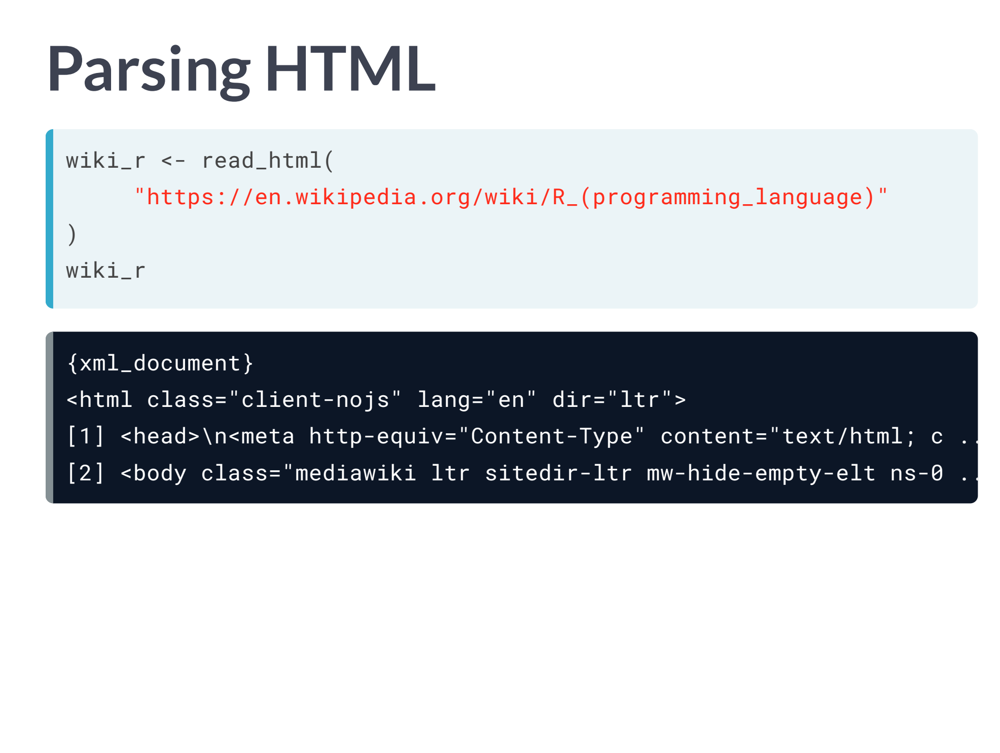 Parsing HTML
wiki_r <- read_html(
     "https://en.wikipedia.org/wiki/R_(programming_language)"
)
wiki_r
{xml_document}
<html class="client-nojs" lang="en" dir="ltr">
[1] <head>\n<meta http-equiv="Content-Type" content="text/html; c ..
[2] <body class="mediawiki ltr sitedir-ltr mw-hide-empty-elt ns-0 ..